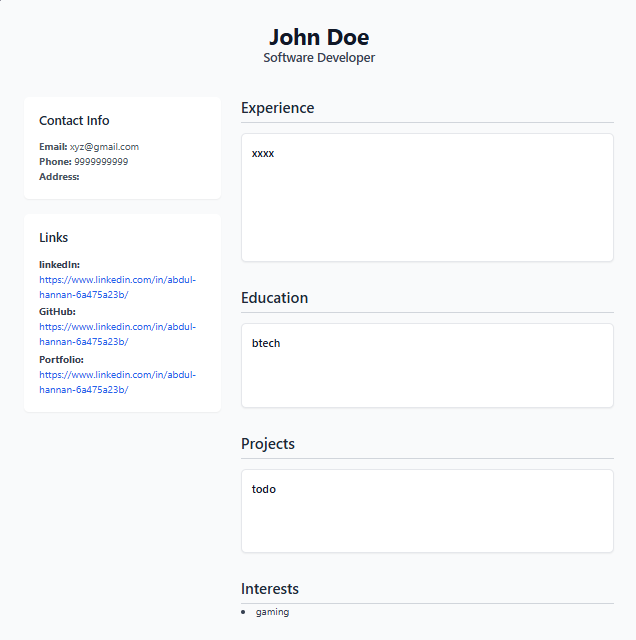 John Doe
Software Developer
Contact Info
Email: xyz@gmail.com
Phone: 9999999999
Address:
Links
linkedIn:
https://www.linkedin.com/in/abdul-
hannan-6a475a23b/
GitHub:
https://www.linkedin.com/in/abdul-
hannan-6a475a23b/
Portfolio:
https://www.linkedin.com/in/abdul-
hannan-6a475a23b/
Experience
xxxx
Education
btech
Projects
todo
Interests
gaming